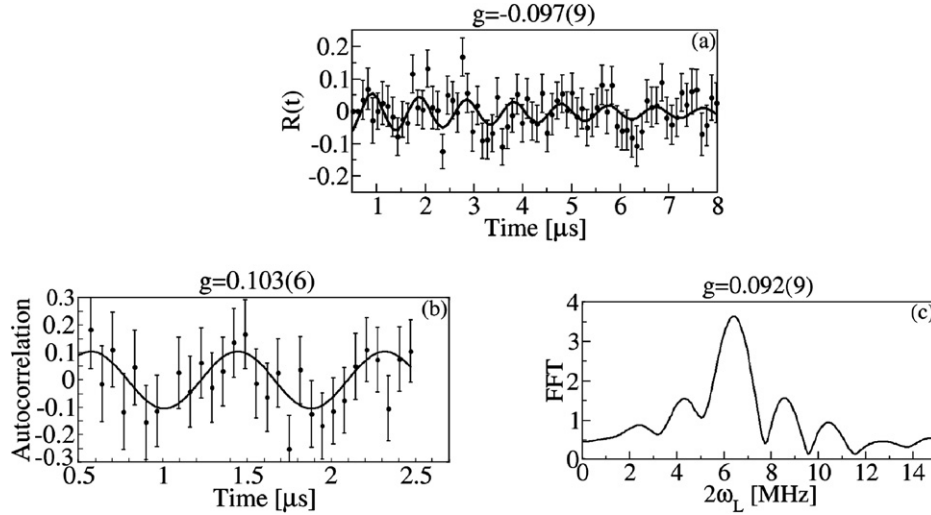 g=-0.097(9)
(a)
0.2
0.1
0
-0.1
-0.2
R(t)
1 2 3 4 5 6 7 8
Time [μs]
g=0.103(6)
(b)
0.3
0.2
0.1
0
-0.1
-0.2
-0.3
Autocorrelation
0.5 1 1.5 2 2.5
Time [μs]
g=0.092(9)
(c)
4
3
2
1
0
FFT
0 2 4 6 8 10 12 14
2ω_L [MHz]